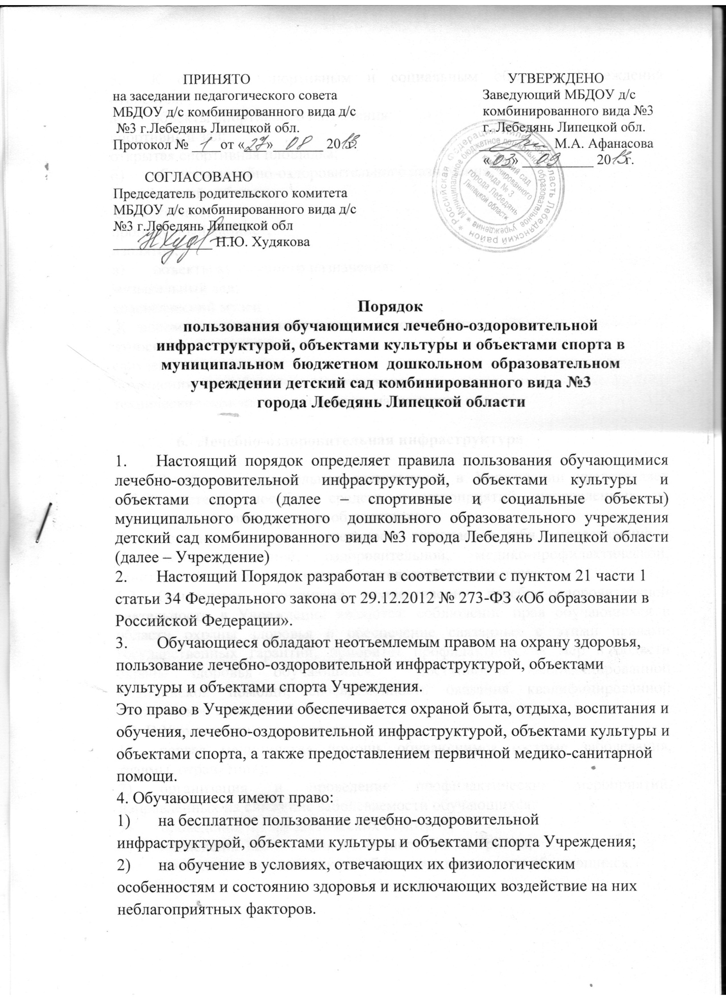 ПРИНЯТО
на заседании педагогического совета
МБДОУ д/с комбинированного вида д/с
№3 г.Лебедянь Липецкой обл.
Протокол № 1 от «27» 08 2013г.
СОГЛАСОВАНО
Председатель родительского комитета
МБДОУ д/с комбинированного вида д/с
№3 г.Лебедянь Липецкой обл
Н.Ю. Худякова
УТВЕРЖДЕНО
Заведующий МБДОУ д/с
комбинированного вида №3
г. Лебедянь Липецкой обл.
М.А. Афанасова
«03» 09 2013г.
* Российская Федерация Липецкая область Лебедянский район
* Муниципальное бюджетное дошкольное образовательное учреждение
детский сад
комбинированного
вида № 3
города Лебедянь
Липецкой области
Порядок
пользования обучающимися лечебно-оздоровительной
инфраструктурой, объектами культуры и объектами спорта в
муниципальном бюджетном дошкольном образовательном
учреждении детский сад комбинированного вида №3
города Лебедянь Липецкой области
1. Настоящий порядок определяет правила пользования обучающимися
лечебно-оздоровительной инфраструктурой, объектами культуры и
объектами спорта (далее – спортивные и социальные объекты)
муниципального бюджетного дошкольного образовательного учреждения
детский сад комбинированного вида №3 города Лебедянь Липецкой области
(далее – Учреждение)
2. Настоящий Порядок разработан в соответствии с пунктом 21 части 1
статьи 34 Федерального закона от 29.12.2012 № 273-ФЗ «Об образовании в
Российской Федерации».
3. Обучающиеся обладают неотъемлемым правом на охрану здоровья,
пользование лечебно-оздоровительной инфраструктурой, объектами
культуры и объектами спорта Учреждения.
Это право в Учреждении обеспечивается охраной быта, отдыха, воспитания и
обучения, лечебно-оздоровительной инфраструктурой, объектами культуры и
объектами спорта, а также предоставлением первичной медико-санитарной
помощи.
4. Обучающиеся имеют право:
1) на бесплатное пользование лечебно-оздоровительной
инфраструктурой, объектами культуры и объектами спорта Учреждения;
2) на обучение в условиях, отвечающих их физиологическим
особенностям и состоянию здоровья и исключающих воздействие на них
неблагоприятных факторов.